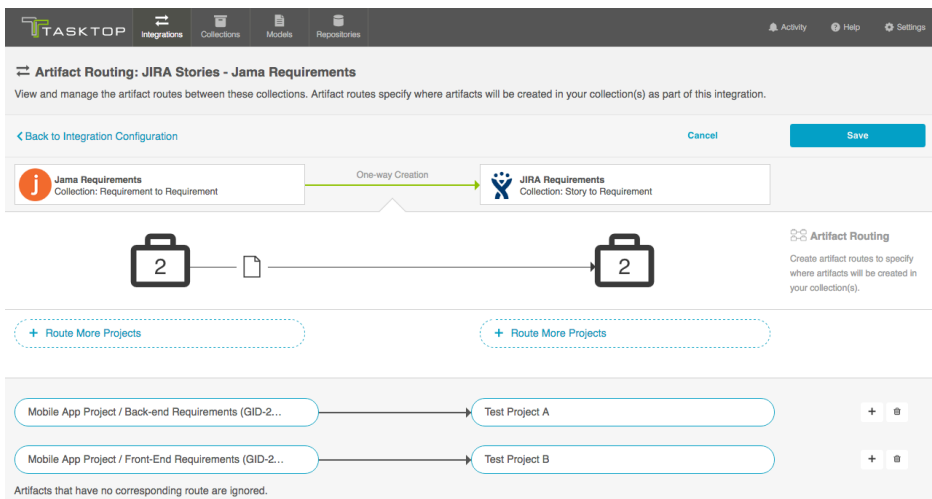 TASKTOP
Integrations
Collections
Models
Repositories
Activity
Help
Settings
Artifact Routing: JIRA Stories - Jama Requirements
View and manage the artifact routes between these collections. Artifact routes specify where artifacts will be created in your collection(s) as part of this integration.
Back to Integration Configuration
Cancel
Save
j
Jama Requirements
Collection: Requirement to Requirement
One-way Creation
JIRA Requirements
Collection: Story to Requirement
2
2
Artifact Routing
Create artifact routes to specify
where artifacts will be created in
your collection(s).
+ Route More Projects
+ Route More Projects
Mobile App Project / Back-end Requirements (GID-2...
Test Project A
+
Mobile App Project / Front-End Requirements (GID-2...
Test Project B
+
Artifacts that have no corresponding route are ignored.